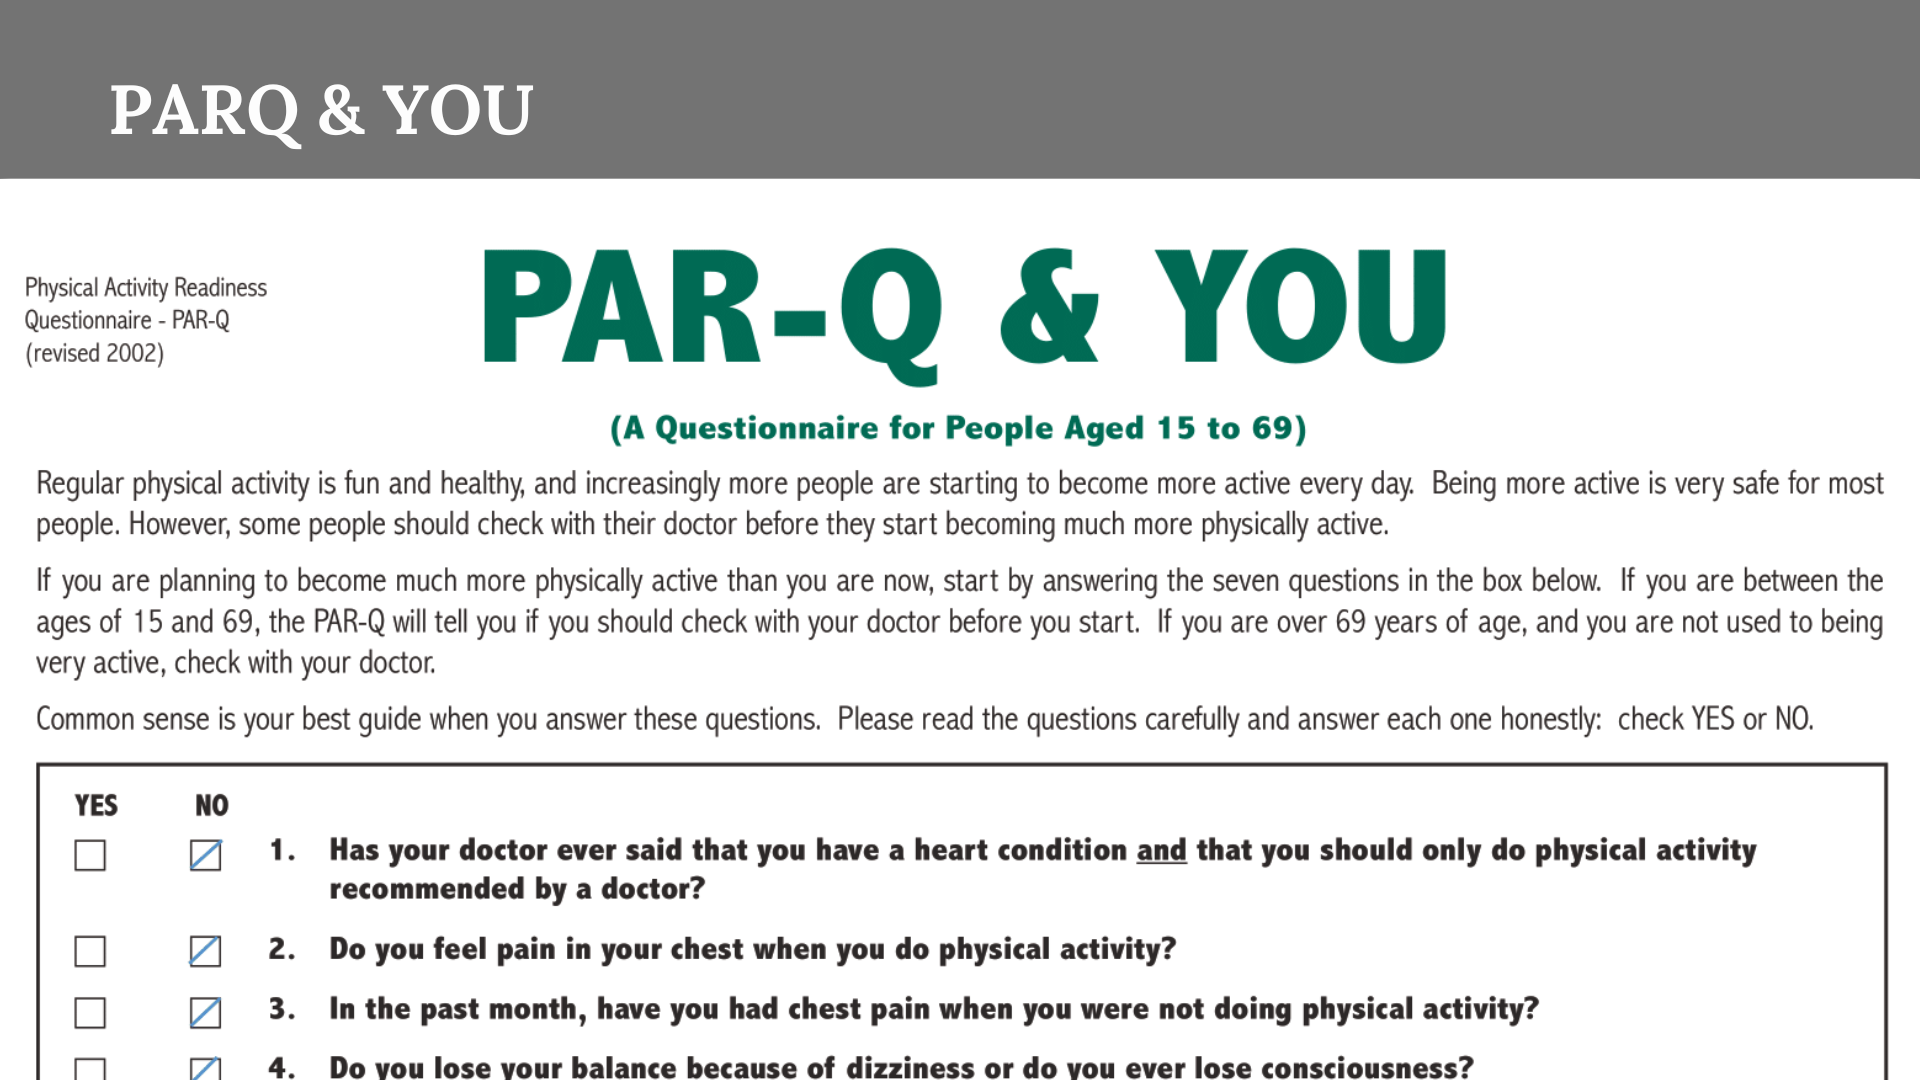 PARQ & YOU
Physical Activity Readiness
Questionnaire - PAR-Q
(revised 2002)
PAR-Q & YOU
(A Questionnaire for People Aged 15 to 69)
Regular physical activity is fun and healthy, and increasingly more people are starting to become more active every day. Being more active is very safe for most
people. However, some people should check with their doctor before they start becoming much more physically active.
If you are planning to become much more physically active than you are now, start by answering the seven questions in the box below. If you are between the
ages of 15 and 69, the PAR-Q will tell you if you should check with your doctor before you start. If you are over 69 years of age, and you are not used to being
very active, check with your doctor.
Common sense is your best guide when you answer these questions. Please read the questions carefully and answer each one honestly: check YES or NO.
YES NO
1. Has your doctor ever said that you have a heart condition and that you should only do physical activity
recommended by a doctor?
2. Do you feel pain in your chest when you do physical activity?
3. In the past month, have you had chest pain when you were not doing physical activity?
4. Do you lose your balance because of dizziness or do you ever lose consciousness?